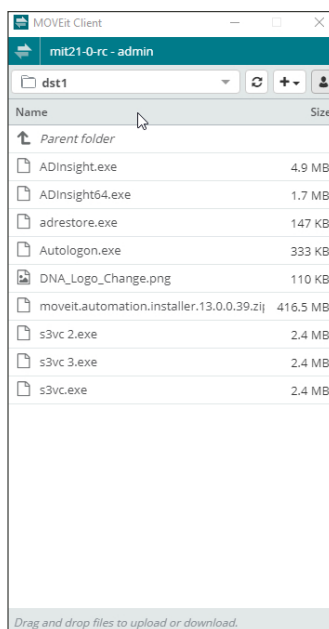 MOVEit Client
mit21-0-rc - admin
dst1
Name Size
Parent folder
ADInsight.exe 4.9 MB
ADInsight64.exe 1.7 MB
adrestore.exe 147 KB
Autologon.exe 333 KB
DNA_Logo_Change.png 110 KB
moveit.automation.installer.13.0.0.39.zip 416.5 MB
s3vc 2.exe 2.4 MB
s3vc 3.exe 2.4 MB
s3vc.exe 2.4 MB
Drag and drop files to upload or download.